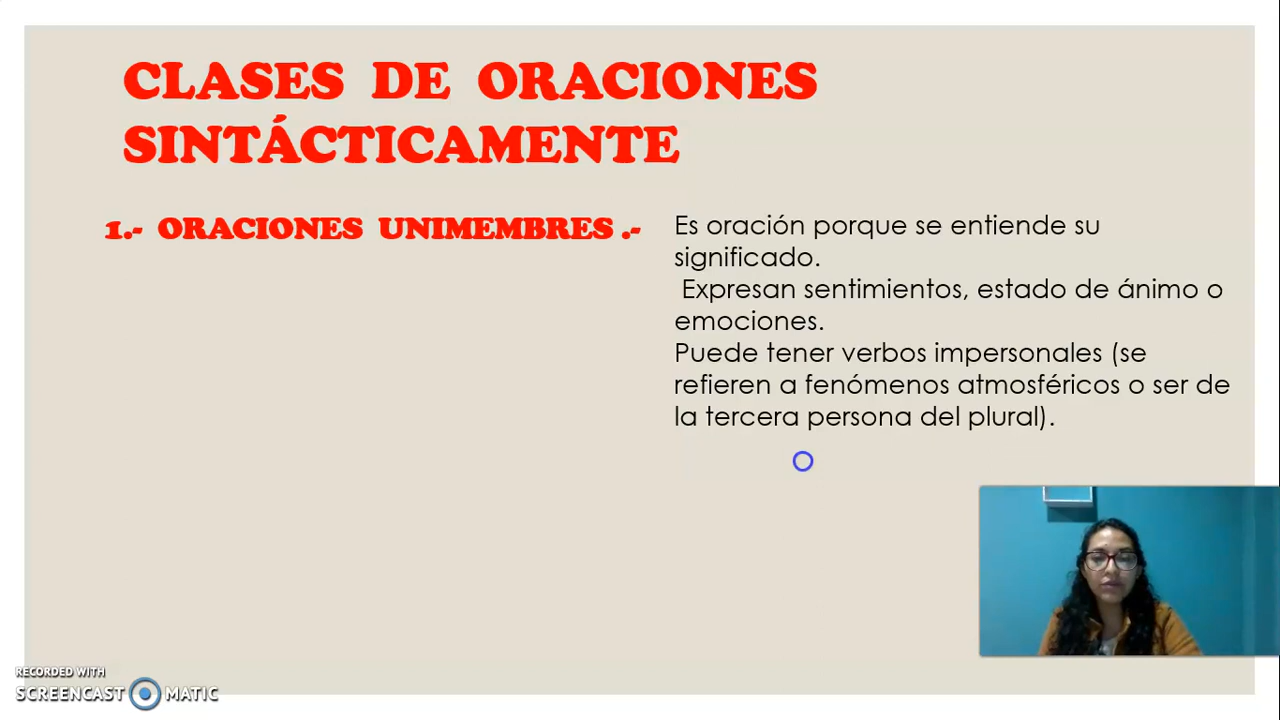 CLASES DE ORACIONES
SINTÁCTICAMENTE
1.- ORACIONES UNIMEMBRES .-
Es oración porque se entiende su
significado.
Expresan sentimientos, estado de ánimo o
emociones.
Puede tener verbos impersonales (se
refieren a fenómenos atmosféricos o ser de
la tercera persona del plural).
RECORDED WITH
SCREENCAST MATIC